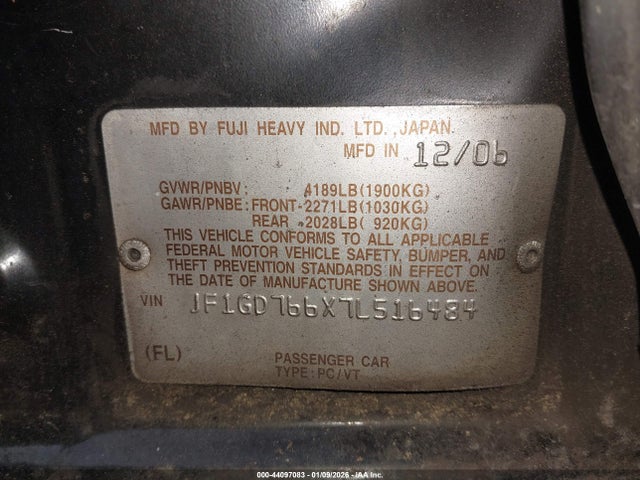 MFD BY FUJI HEAVY IND. LTD., JAPAN.
MFD IN 12/06
GVWR/PNBV: 4189LB(1900KG)
GAWR/PNBE: FRONT-2271LB(1030KG)
REAR -2028LB( 920KG)
THIS VEHICLE CONFORMS TO ALL APPLICABLE
FEDERAL MOTOR VEHICLE SAFETY, BUMPER, AND
THEFT PREVENTION STANDARDS IN EFFECT ON
THE DATE OF MANUFACTURE SHOWN ABOVE.
VIN JF1GD766X7L516484
(FL) PASSENGER CAR
TYPE: PC/VT
000-44097083 - 01/09/2026 - IAA Inc.